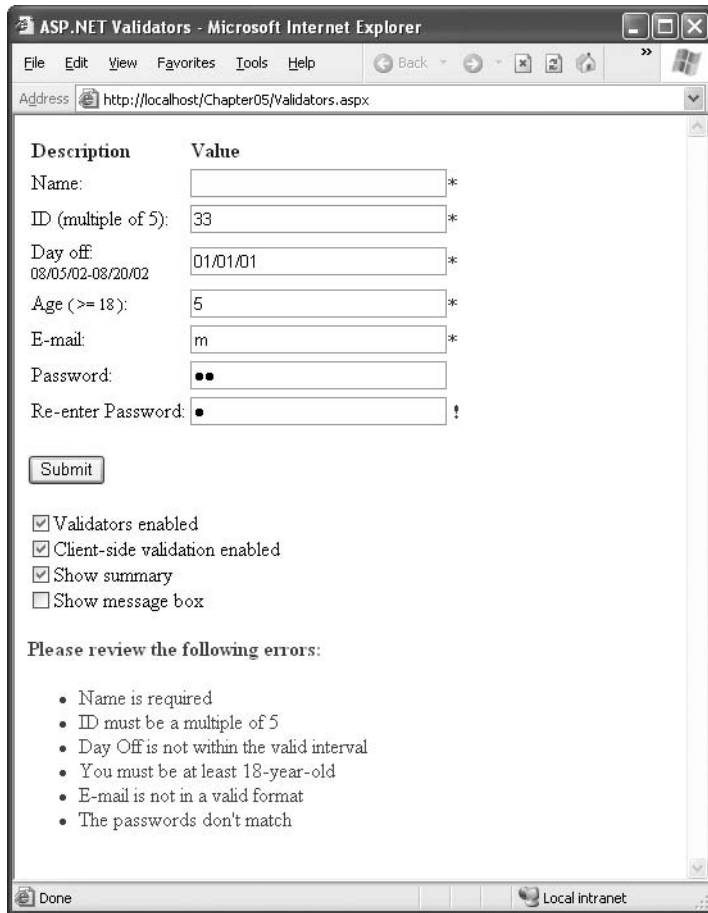 ASP.NET Validators - Microsoft Internet Explorer
File Edit View Favorites Tools Help Back »
Address http://localhost/Chapter05/Validators.aspx
Description Value
Name: *
ID (multiple of 5): 33 *
Day off: 01/01/01 *
08/05/02-08/20/02
Age ( >= 18 ): 5 *
E-mail: m *
Password: ●●
Re-enter Password: ● !
Submit
Validators enabled
Client-side validation enabled
Show summary
Show message box
Please review the following errors:
• Name is required
• ID must be a multiple of 5
• Day Off is not within the valid interval
• You must be at least 18-year-old
• E-mail is not in a valid format
• The passwords don't match
Done Local intranet